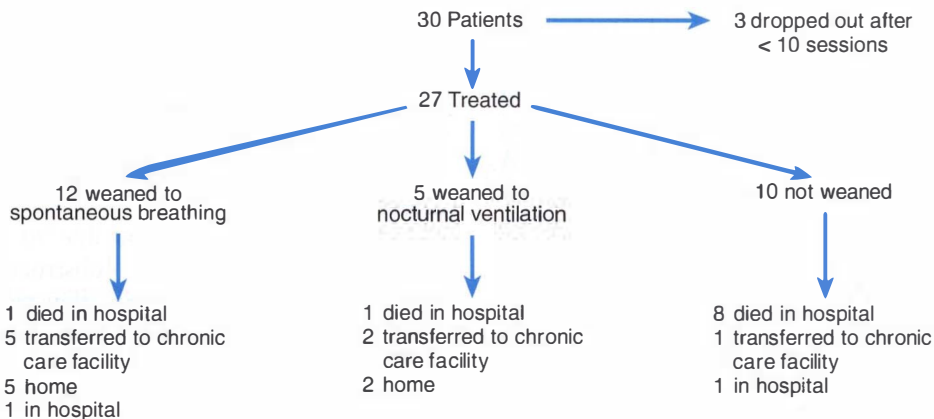 30 Patients
3 dropped out after
< 10 sessions
27 Treated
12 weaned to
spontaneous breathing
5 weaned to
nocturnal ventilation
10 not weaned
1 died in hospital
5 transferred to chronic
care facility
5 home
1 in hospital
1 died in hospital
2 transferred to chronic
care facility
2 home
8 died in hospital
1 transferred to chronic
care facility
1 in hospital